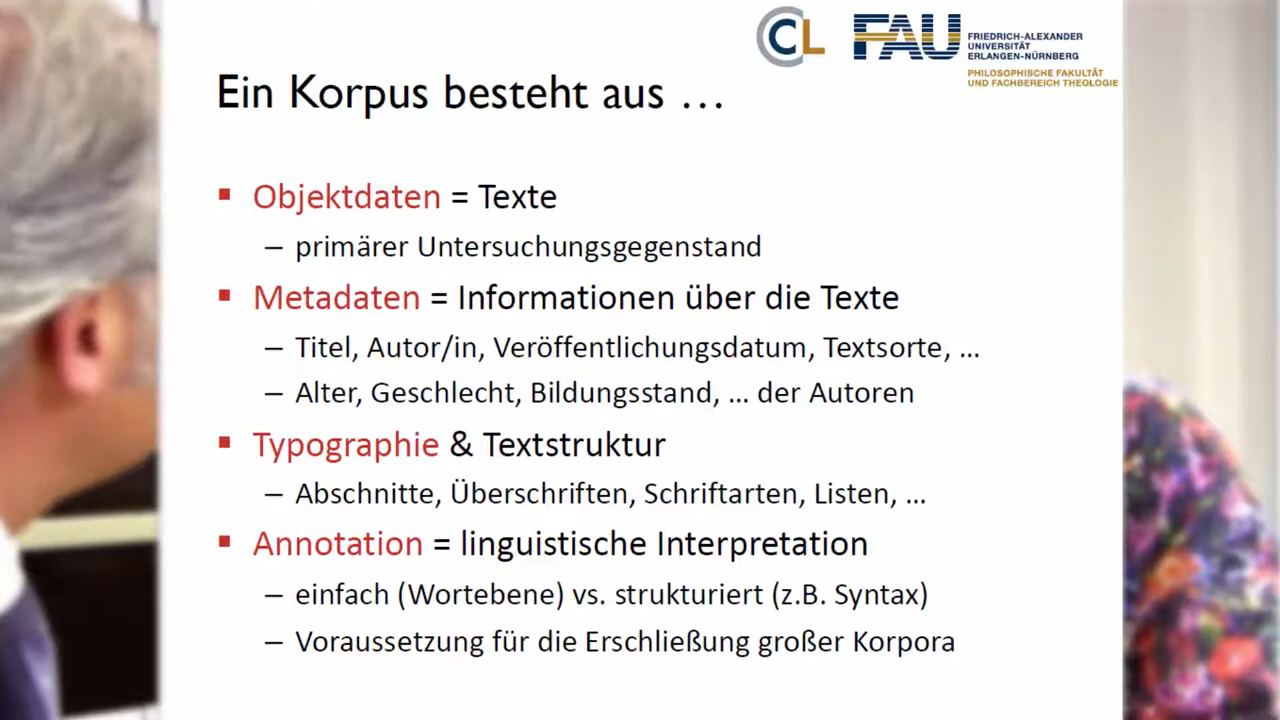 CL
FAU
FRIEDRICH-ALEXANDER
UNIVERSITÄT
ERLANGEN-NÜRNBERG
PHILOSOPHISCHE FAKULTÄT
UND FACHBEREICH THEOLOGIE
Ein Korpus besteht aus …
▪ Objektdaten = Texte
– primärer Untersuchungsgegenstand
▪ Metadaten = Informationen über die Texte
– Titel, Autor/in, Veröffentlichungsdatum, Textsorte, …
– Alter, Geschlecht, Bildungsstand, … der Autoren
▪ Typographie & Textstruktur
– Abschnitte, Überschriften, Schriftarten, Listen, …
▪ Annotation = linguistische Interpretation
– einfach (Wortebene) vs. strukturiert (z.B. Syntax)
– Voraussetzung für die Erschließung großer Korpora